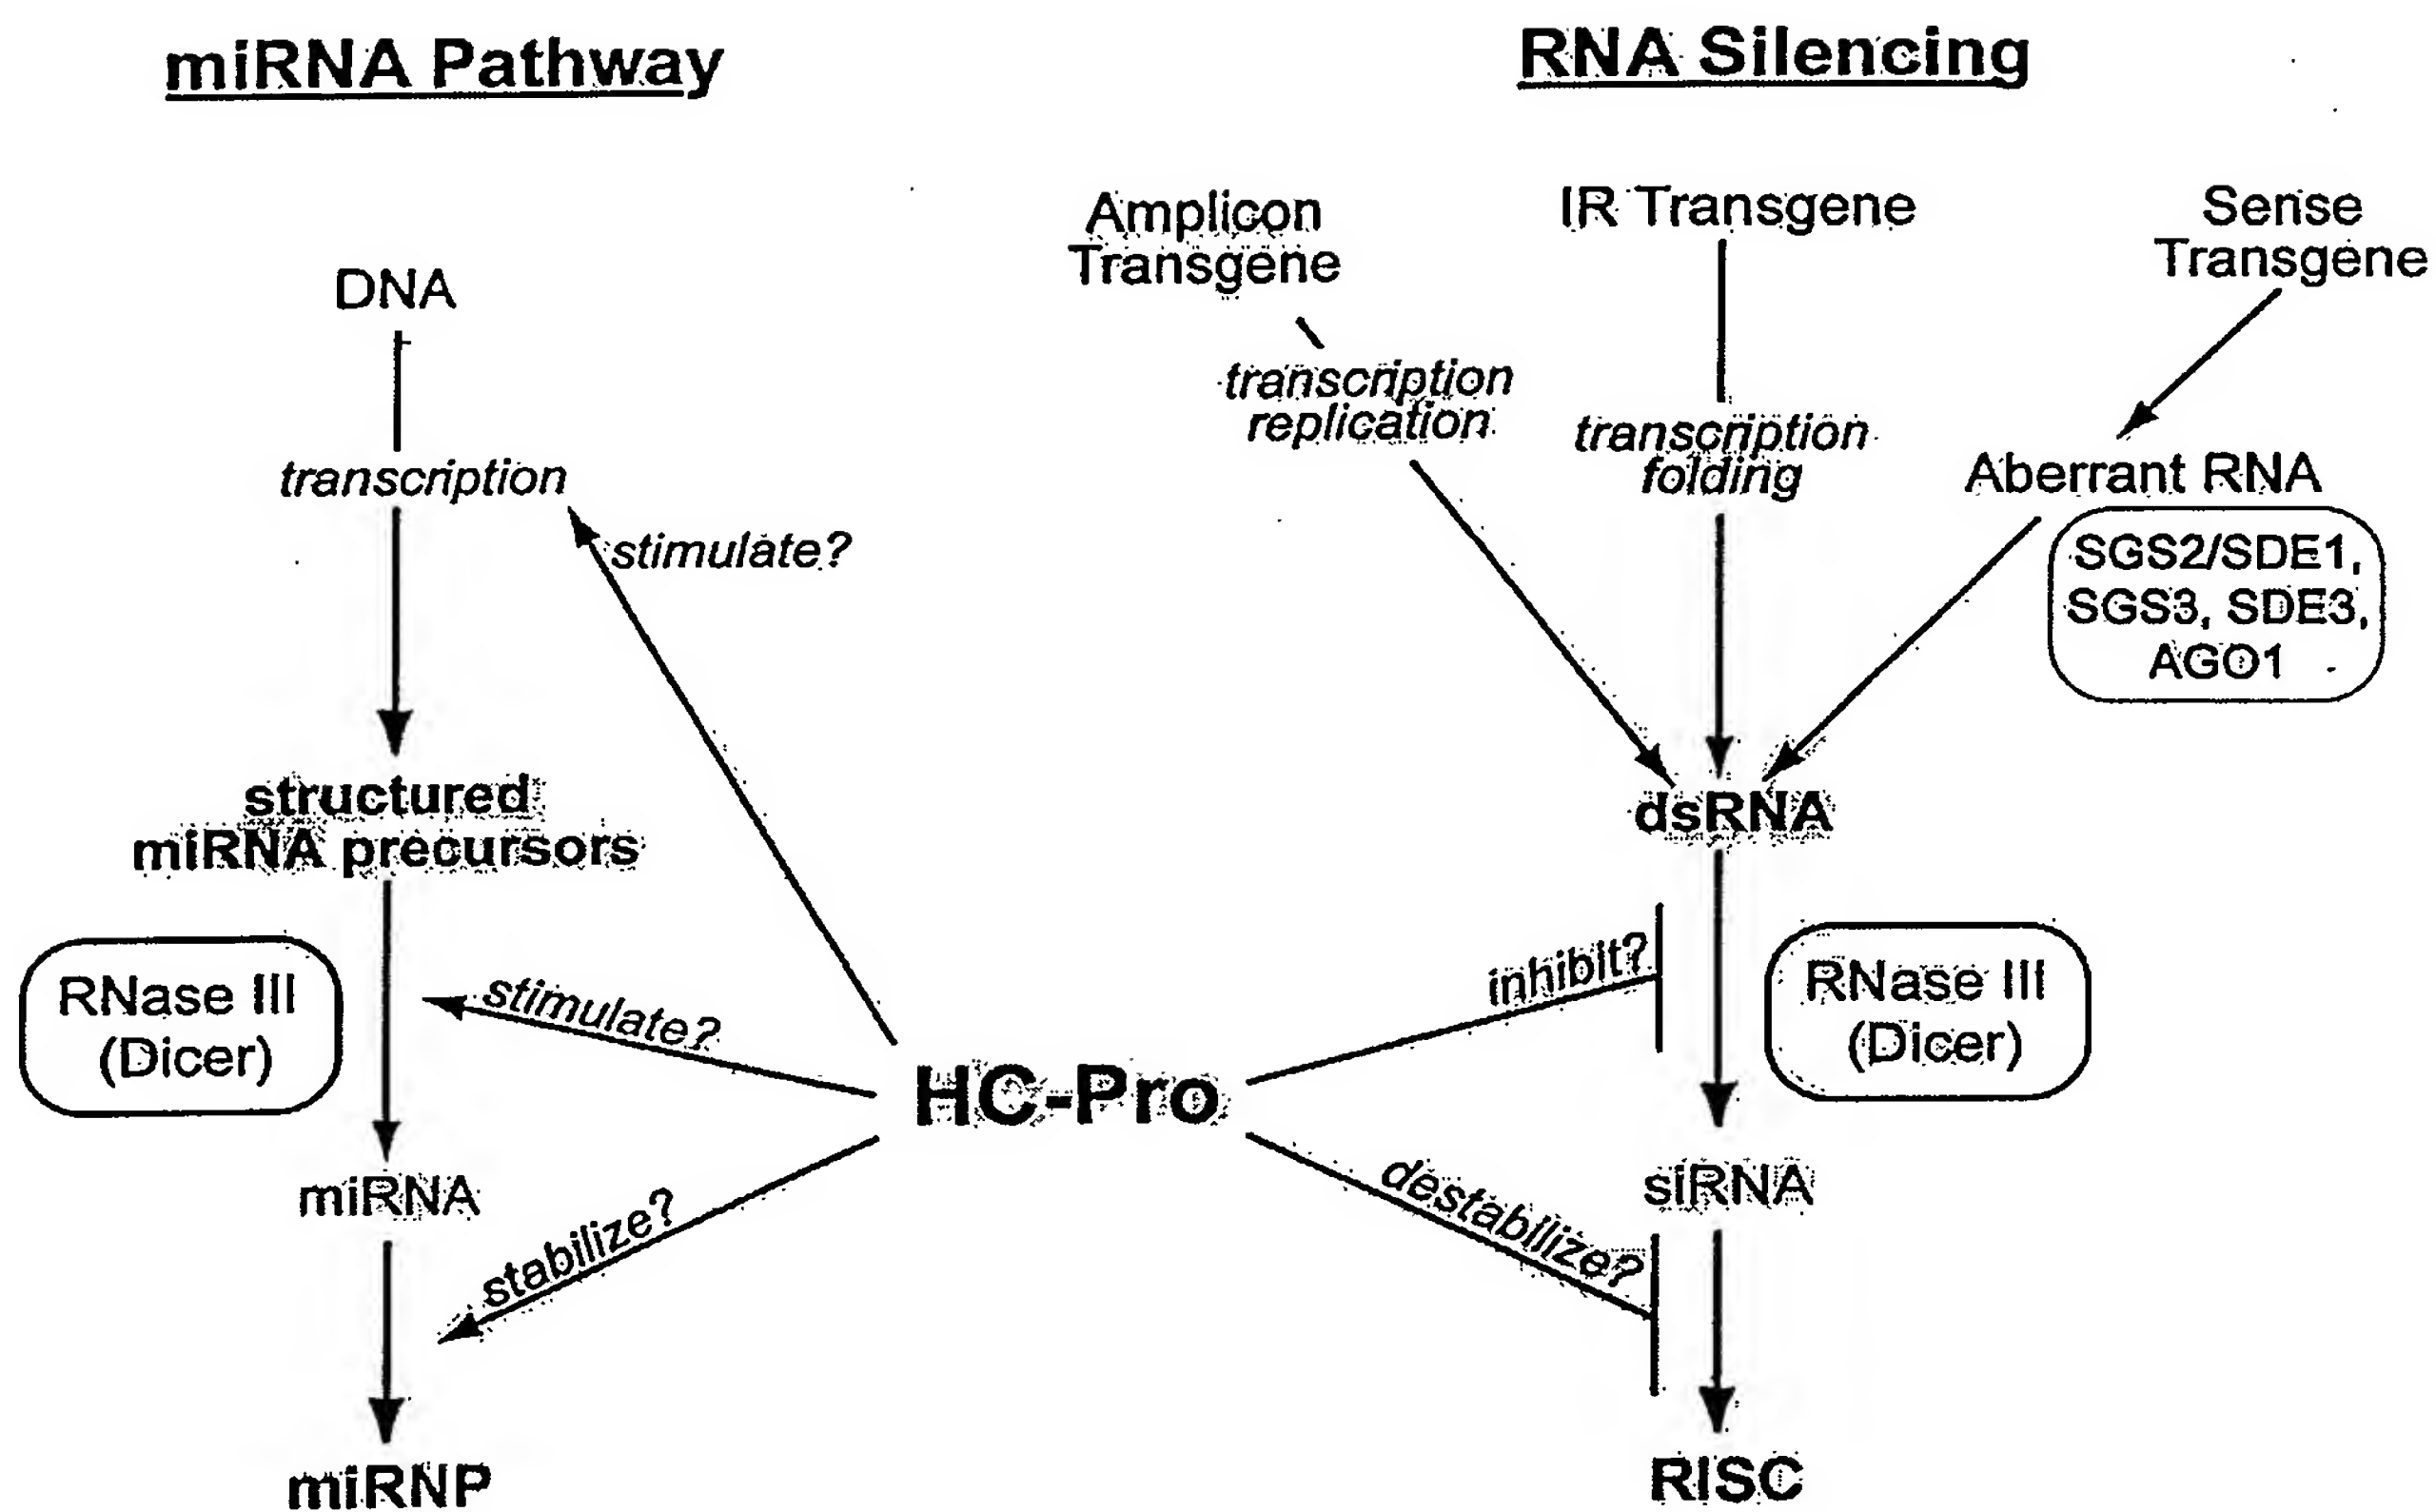 miRNA Pathway
DNA
transcription
stimulate?
structured
miRNA precursors
RNase III
(Dicer)
stimulate?
miRNA
stabilize?
miRNP
HC-Pro
RNA Silencing
Amplicon
Transgene
transcription
replication
IR Transgene
transcription
folding
Sense
Transgene
Aberrant RNA
SGS2/SDE1,
SGS3, SDE3,
AGO1
dsRNA
inhibit?
RNase III
(Dicer)
siRNA
destabilize?
RISC